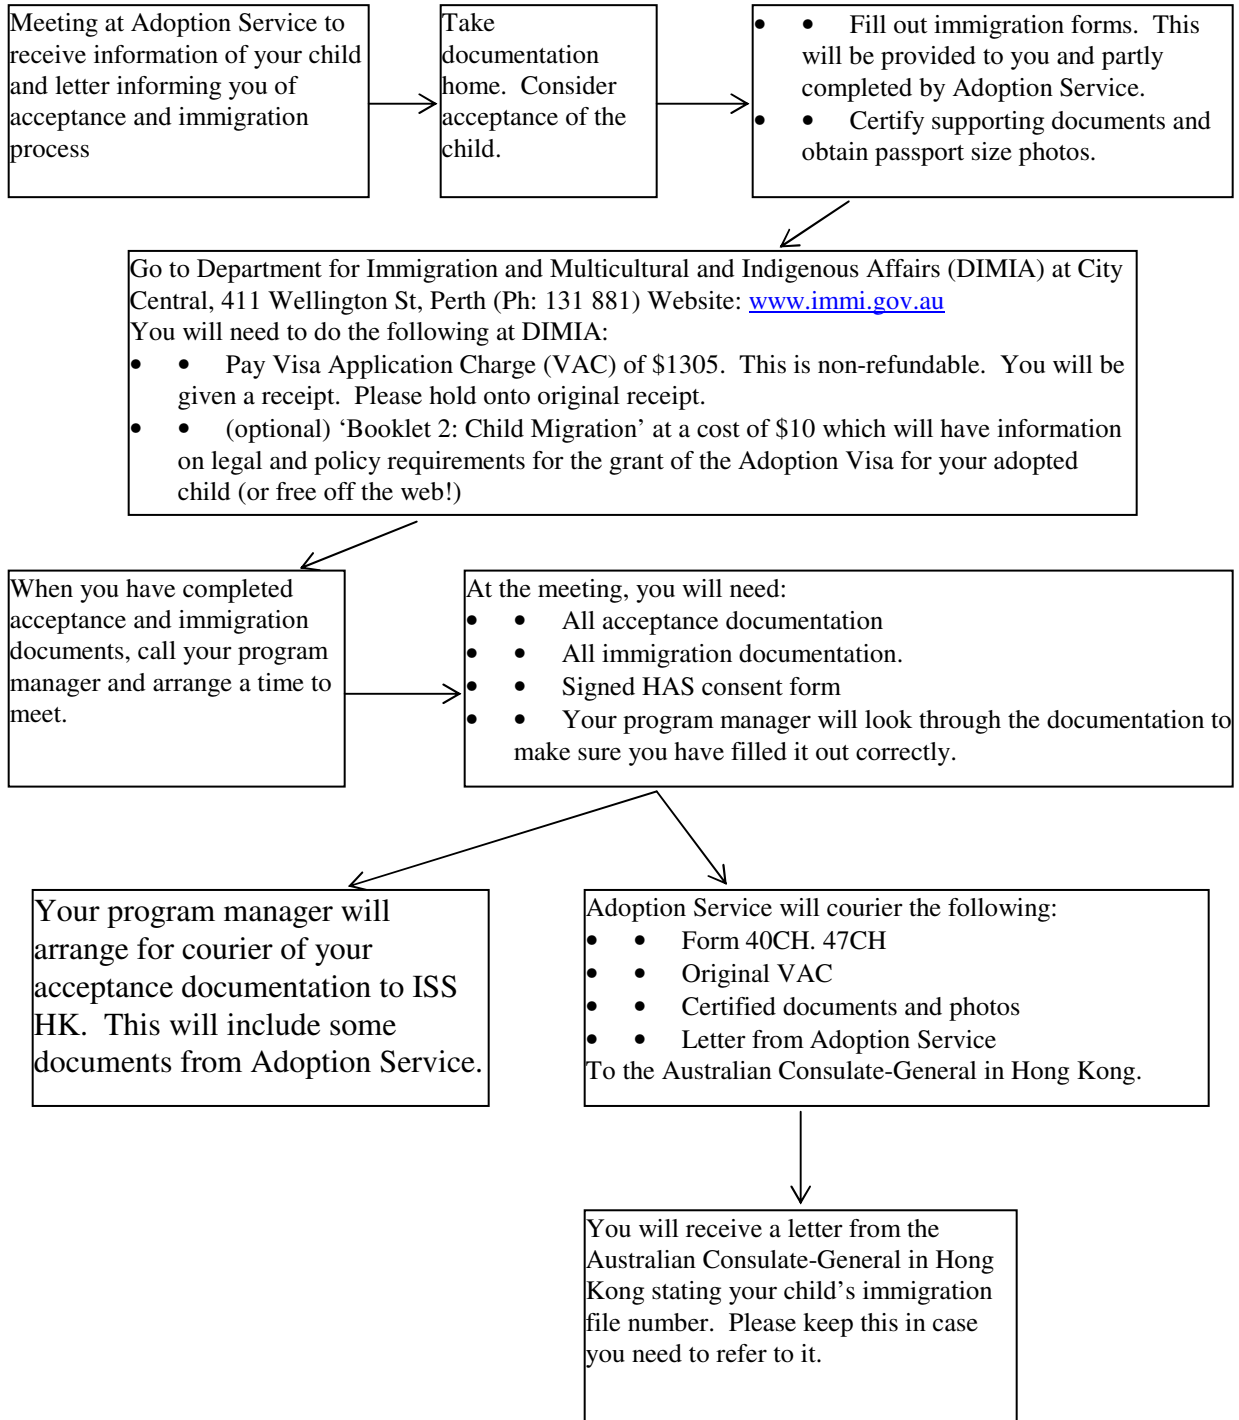 Meeting at Adoption Service to
receive information of your child
and letter informing you of
acceptance and immigration
process
Take
documentation
home.  Consider
acceptance of the
child.
• • Fill out immigration forms.  This
will be provided to you and partly
completed by Adoption Service.
• • Certify supporting documents and
obtain passport size photos.
Go to Department for Immigration and Multicultural and Indigenous Affairs (DIMIA) at City
Central, 411 Wellington St, Perth (Ph: 131 881) Website: www.immi.gov.au
You will need to do the following at DIMIA:
• • Pay Visa Application Charge (VAC) of $1305.  This is non-refundable.  You will be
given a receipt.  Please hold onto original receipt.
• • (optional) ‘Booklet 2: Child Migration’ at a cost of $10 which will have information
on legal and policy requirements for the grant of the Adoption Visa for your adopted
child (or free off the web!)
When you have completed
acceptance and immigration
documents, call your program
manager and arrange a time to
meet.
At the meeting, you will need:
• • All acceptance documentation
• • All immigration documentation.
• • Signed HAS consent form
• • Your program manager will look through the documentation to
make sure you have filled it out correctly.
Your program manager will
arrange for courier of your
acceptance documentation to ISS
HK.  This will include some
documents from Adoption Service.
Adoption Service will courier the following:
• • Form 40CH. 47CH
• • Original VAC
• • Certified documents and photos
• • Letter from Adoption Service
To the Australian Consulate-General in Hong Kong.
You will receive a letter from the
Australian Consulate-General in Hong
Kong stating your child’s immigration
file number.  Please keep this in case
you need to refer to it.